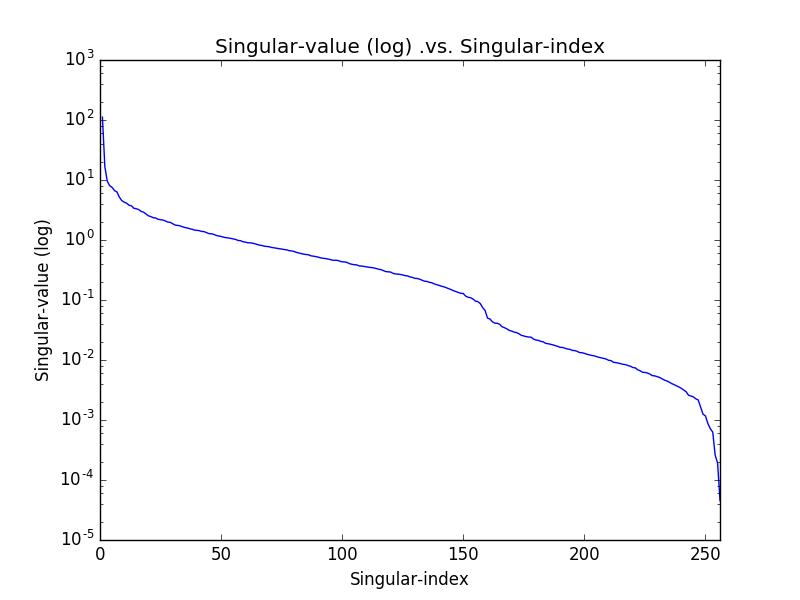 Singular-value (log) .vs. Singular-index
10^3
10^2
10^1
10^0
10^-1
10^-2
10^-3
10^-4
10^-5
Singular-value (log)
0 50 100 150 200 250
Singular-index